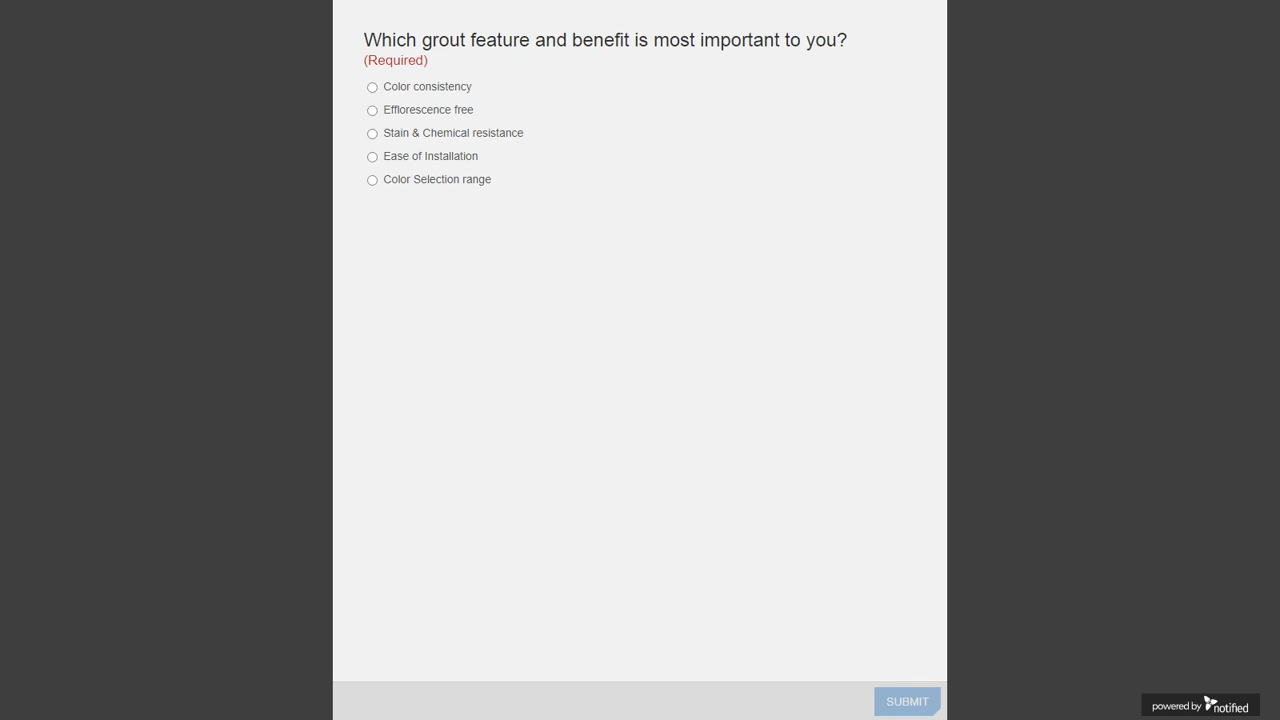 Which grout feature and benefit is most important to you?
(Required)
Color consistency
Efflorescence free
Stain & Chemical resistance
Ease of Installation
Color Selection range
SUBMIT
powered by notified